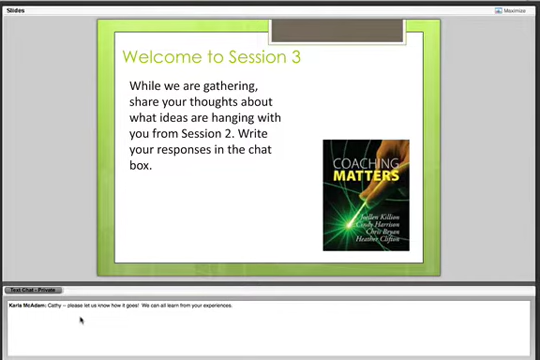 Slides
Maximize
Welcome to Session 3
While we are gathering,
share your thoughts about
what ideas are hanging with
you from Session 2. Write
your responses in the chat
box.
COACHING
MATTERS
Joellen Killion
Cindy Harrison
Chris Bryan
Heather Clifton
Text Chat - Private
Karla McAdam: Cathy -- please let us know how it goes! We can all learn from your experiences.